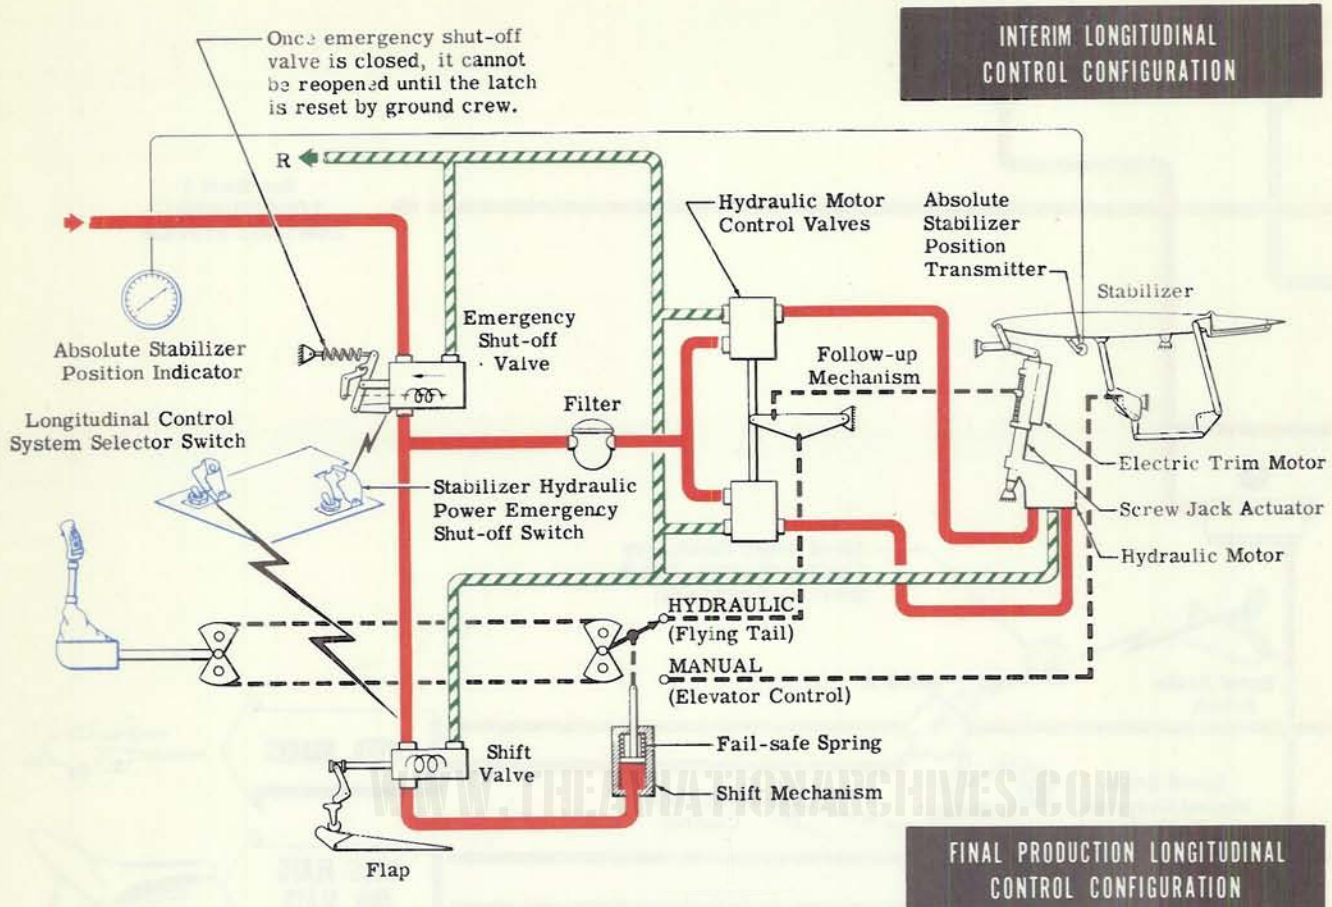 INTERIM LONGITUDINAL
CONTROL CONFIGURATION
Once emergency shut-off
valve is closed, it cannot
be reopened until the latch
is reset by ground crew.
R
Hydraulic Motor
Control Valves
Absolute
Stabilizer
Position
Transmitter
Stabilizer
Absolute Stabilizer
Position Indicator
Emergency
Shut-off
Valve
Follow-up
Mechanism
Filter
Longitudinal Control
System Selector Switch
Electric Trim Motor
Stabilizer Hydraulic
Power Emergency
Shut-off Switch
Screw Jack Actuator
Hydraulic Motor
HYDRAULIC
(Flying Tail)
MANUAL
(Elevator Control)
Shift
Valve
Fail-safe Spring
Shift Mechanism
WWW.THEAVIATIONARCHIVES.COM
Flap
FINAL PRODUCTION LONGITUDINAL
CONTROL CONFIGURATION